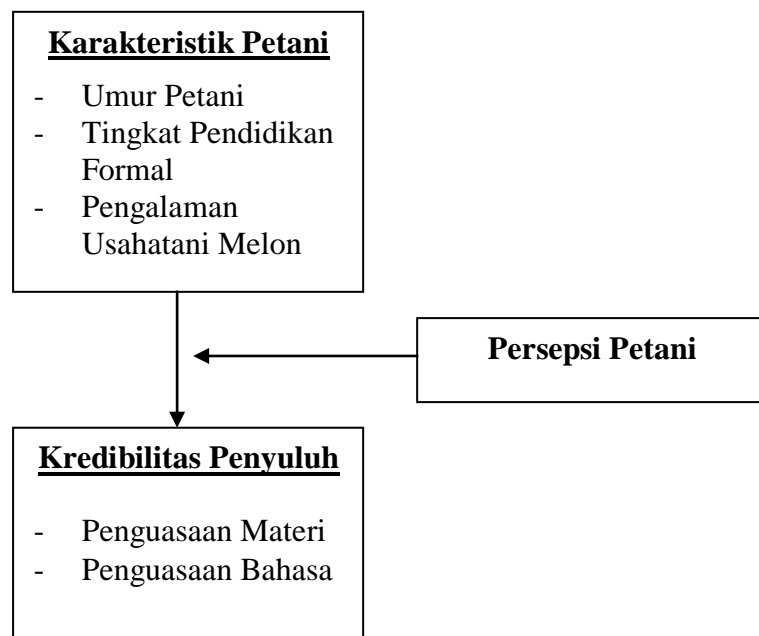 Karakteristik Petani
- Umur Petani
- Tingkat Pendidikan
Formal
- Pengalaman
Usahatani Melon
Persepsi Petani
Kredibilitas Penyuluh
- Penguasaan Materi
- Penguasaan Bahasa